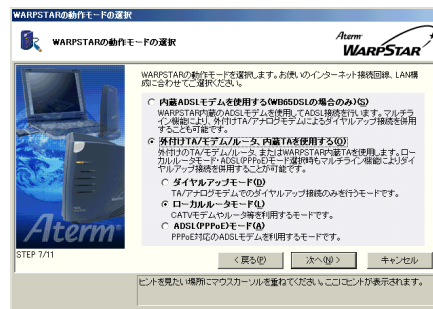 WARPSTARの動作モードの選択
WARPSTARの動作モードの選択
Aterm
WARPSTAR
WARPSTARの動作モードを選択します。お使いのインターネット接続回線、LAN構
成に合わせてご選択ください。
内蔵ADSLモデムを使用する(WB65DSLの場合のみ)(S)
WARPSTAR内蔵のADSLモデムを使用してADSL接続を行います。マルチラ
イン機能により、外付けTA/アナログモデムによるダイヤルアップ接続を併用
することも可能です。
外付けTA/モデム/ルータ、内蔵TAを使用する(O)
外付けのTA/モデム/ルータ、またはWARPSTAR内蔵TAを使用します。ロー
カルルータモード・ADSL(PPPoE)モード選択時もマルチライン機能によりダイ
ヤルアップ接続を併用することが可能です。
ダイヤルアップモード(D)
TA/アナログモデムでのダイヤルアップ接続のみを行うモードです。
ローカルルータモード(L)
CATVモデムやルータ等を利用するモードです。
ADSL(PPPoE)モード(A)
PPPoE対応のADSLモデムを利用するモードです。
Aterm
STEP 7/11
< 戻る(P)
次へ(N) >
キャンセル
ヒントを見たい場所にマウスカーソルを重ねてください。ここにヒントが表示されます。